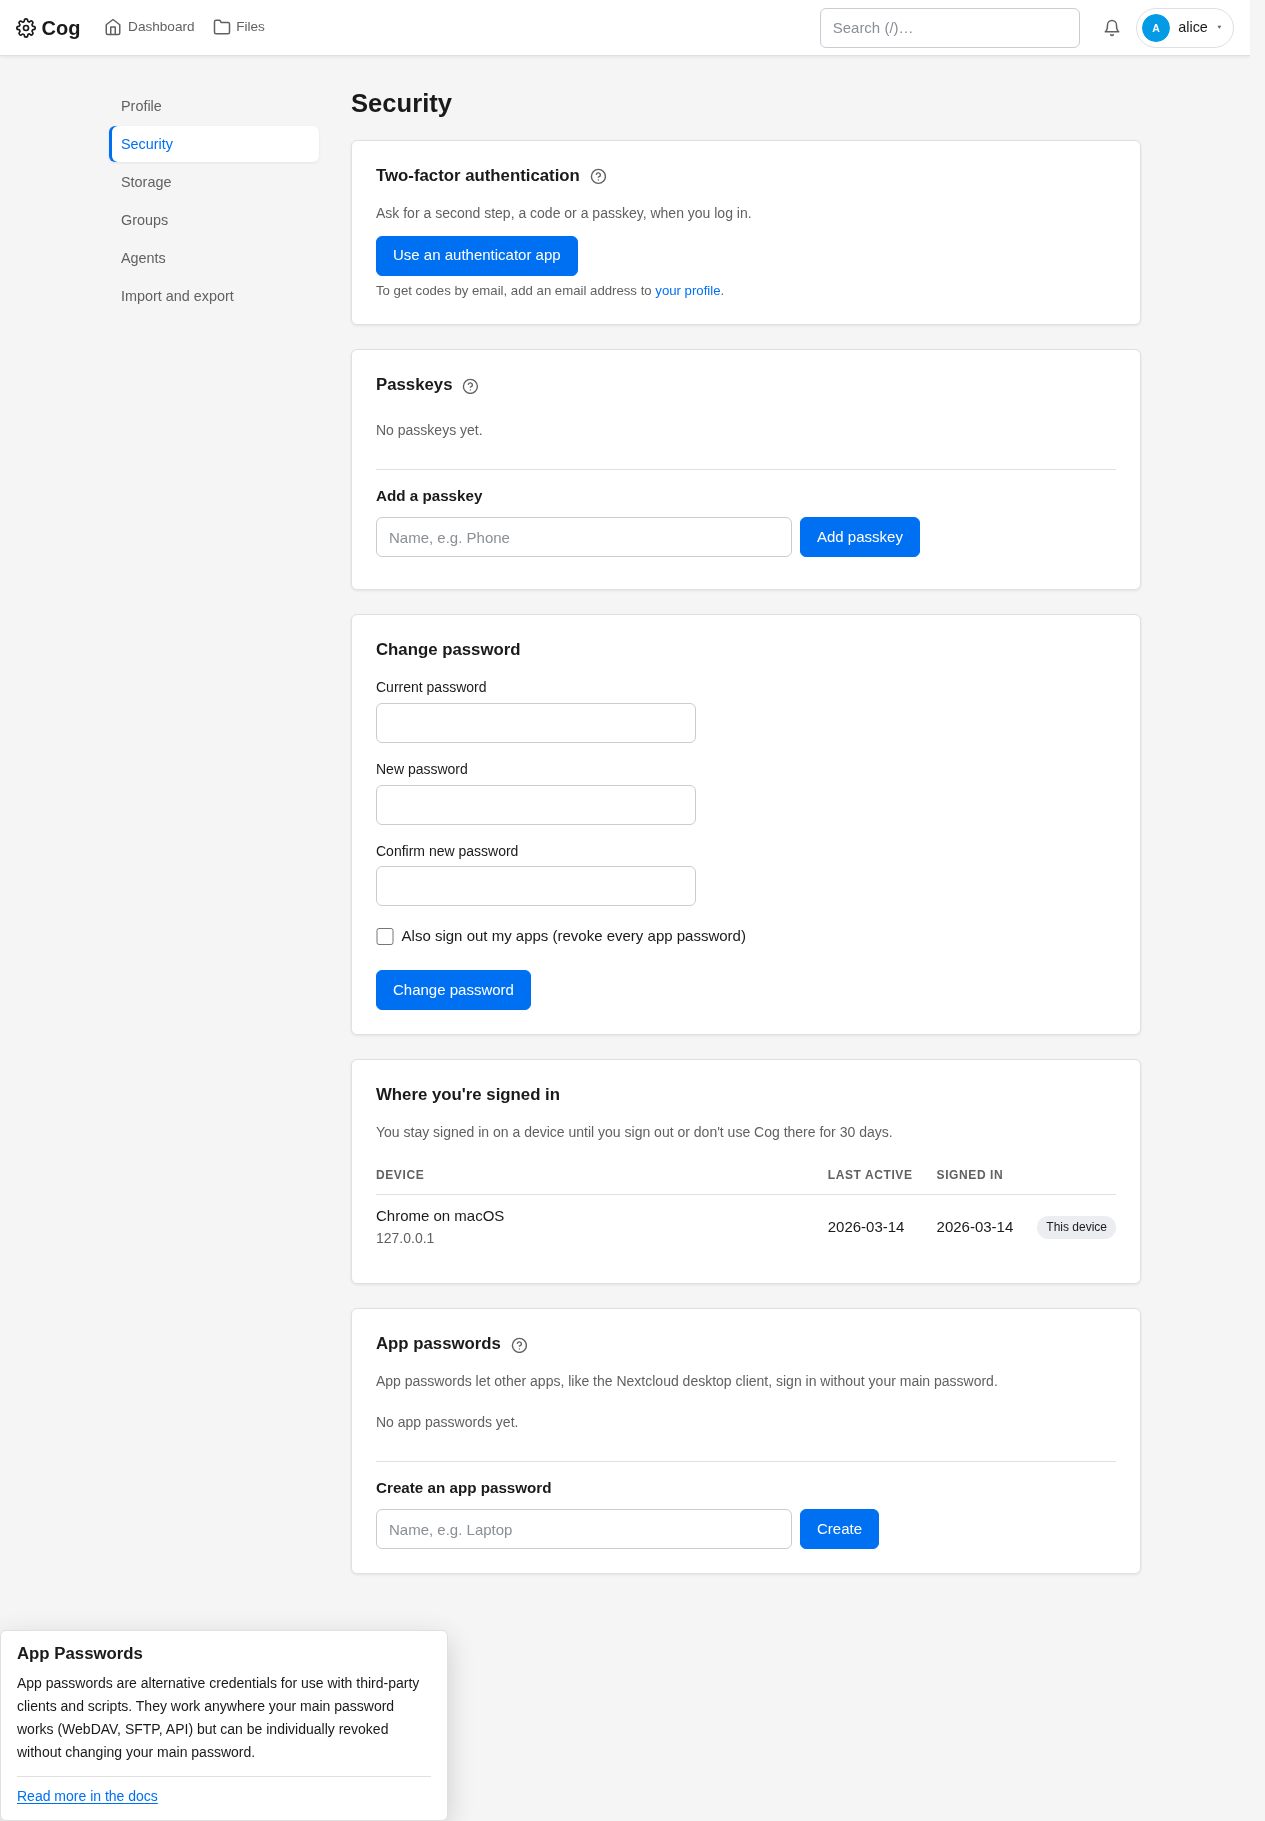 Cog
Dashboard
Files
Search (/)…
A
alice
Profile
Security
Storage
Groups
Agents
Import and export
Security
Two-factor authentication
Ask for a second step, a code or a passkey, when you log in.
Use an authenticator app
To get codes by email, add an email address to your profile.
Passkeys
No passkeys yet.
Add a passkey
Name, e.g. Phone
Add passkey
Change password
Current password
New password
Confirm new password
Also sign out my apps (revoke every app password)
Change password
Where you're signed in
You stay signed in on a device until you sign out or don't use Cog there for 30 days.
DEVICE LAST ACTIVE SIGNED IN
Chrome on macOS
127.0.0.1
2026-03-14 2026-03-14 This device
App passwords
App passwords let other apps, like the Nextcloud desktop client, sign in without your main password.
No app passwords yet.
Create an app password
Name, e.g. Laptop
Create
App Passwords
App passwords are alternative credentials for use with third-party
clients and scripts. They work anywhere your main password
works (WebDAV, SFTP, API) but can be individually revoked
without changing your main password.
Read more in the docs